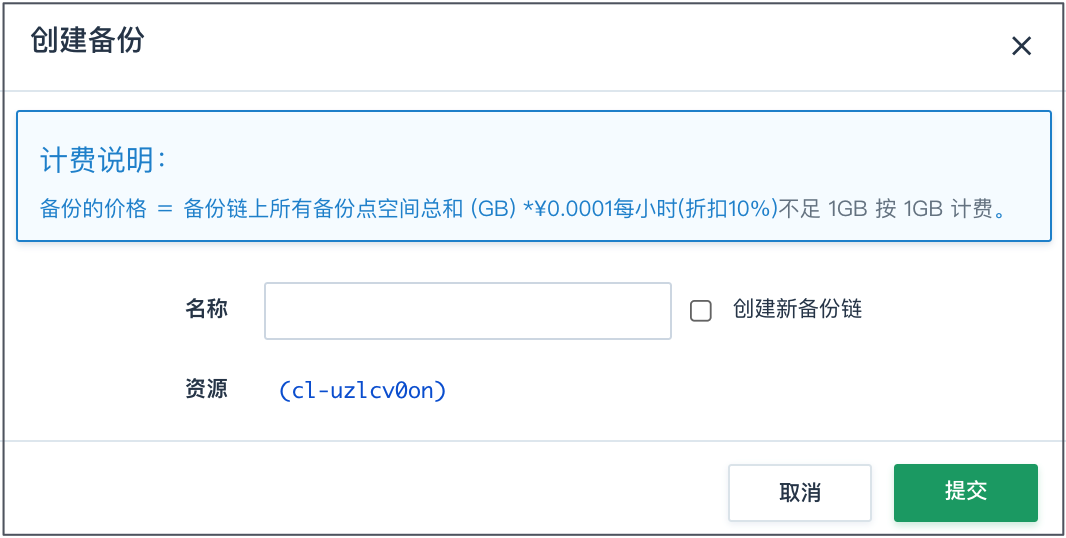 创建备份
计费说明：
备份的价格 = 备份链上所有备份点空间总和 (GB) *¥0.0001每小时(折扣10%)不足 1GB 按 1GB 计费。
名称 创建新备份链
资源 (cl-uzlcv0on)
取消 提交